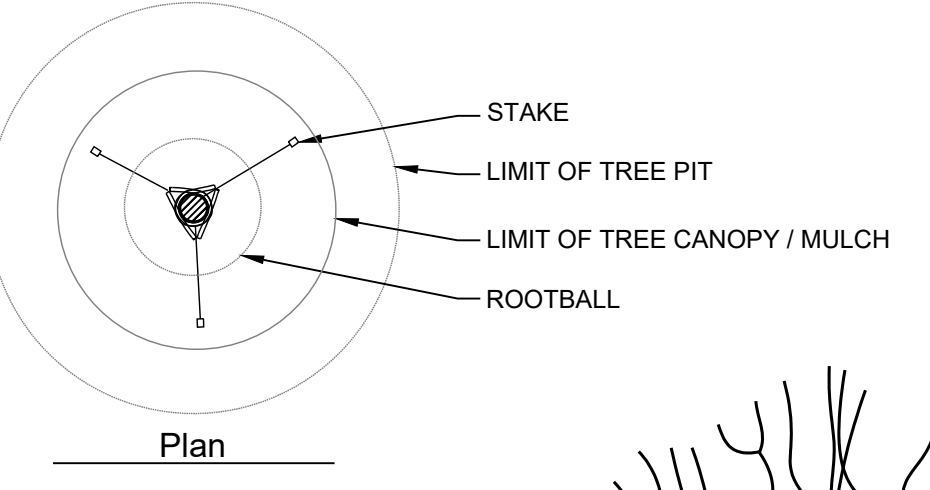 STAKE
LIMIT OF TREE PIT
LIMIT OF TREE CANOPY / MULCH
ROOTBALL
Plan